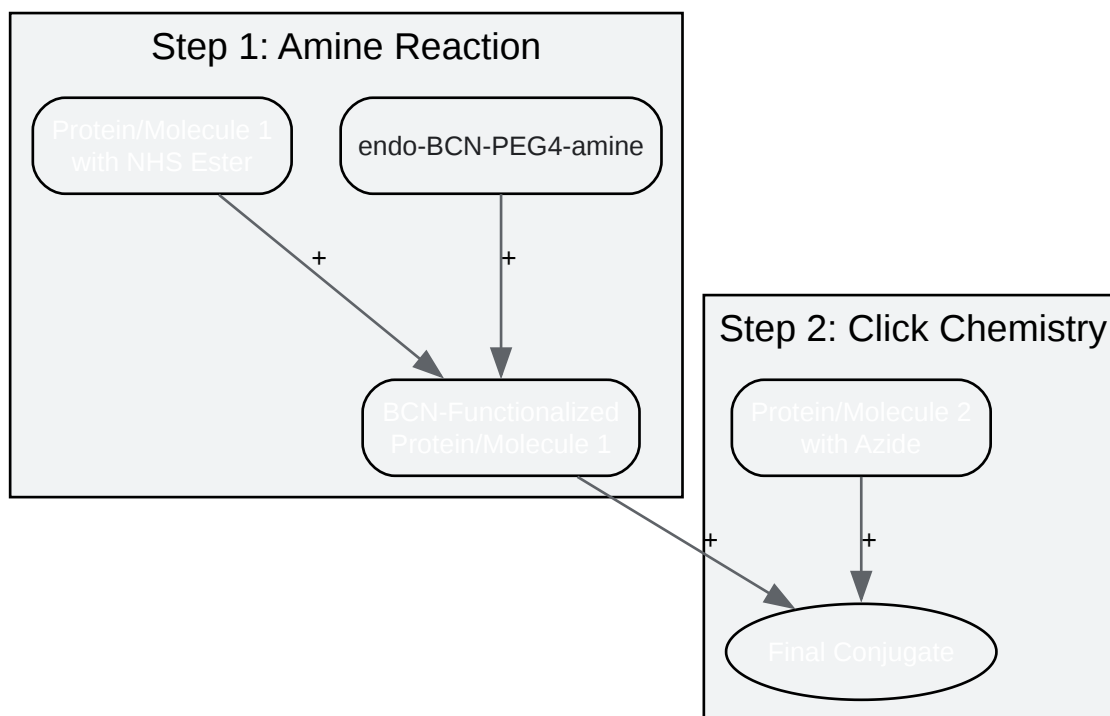 Step 1: Amine Reaction
Protein/Molecule 1
with NHS Ester
endo-BCN-PEG4-amine
+
+
BCN-Functionalized
Protein/Molecule 1
Step 2: Click Chemistry
Protein/Molecule 2
with Azide
+
+
Final Conjugate